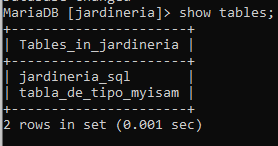 MariaDB [jardineria]> show tables;
+----------------------+
| Tables_in_jardineria |
+----------------------+
| jardineria_sql       |
| tabla_de_tipo_myisam |
+----------------------+
2 rows in set (0.001 sec)